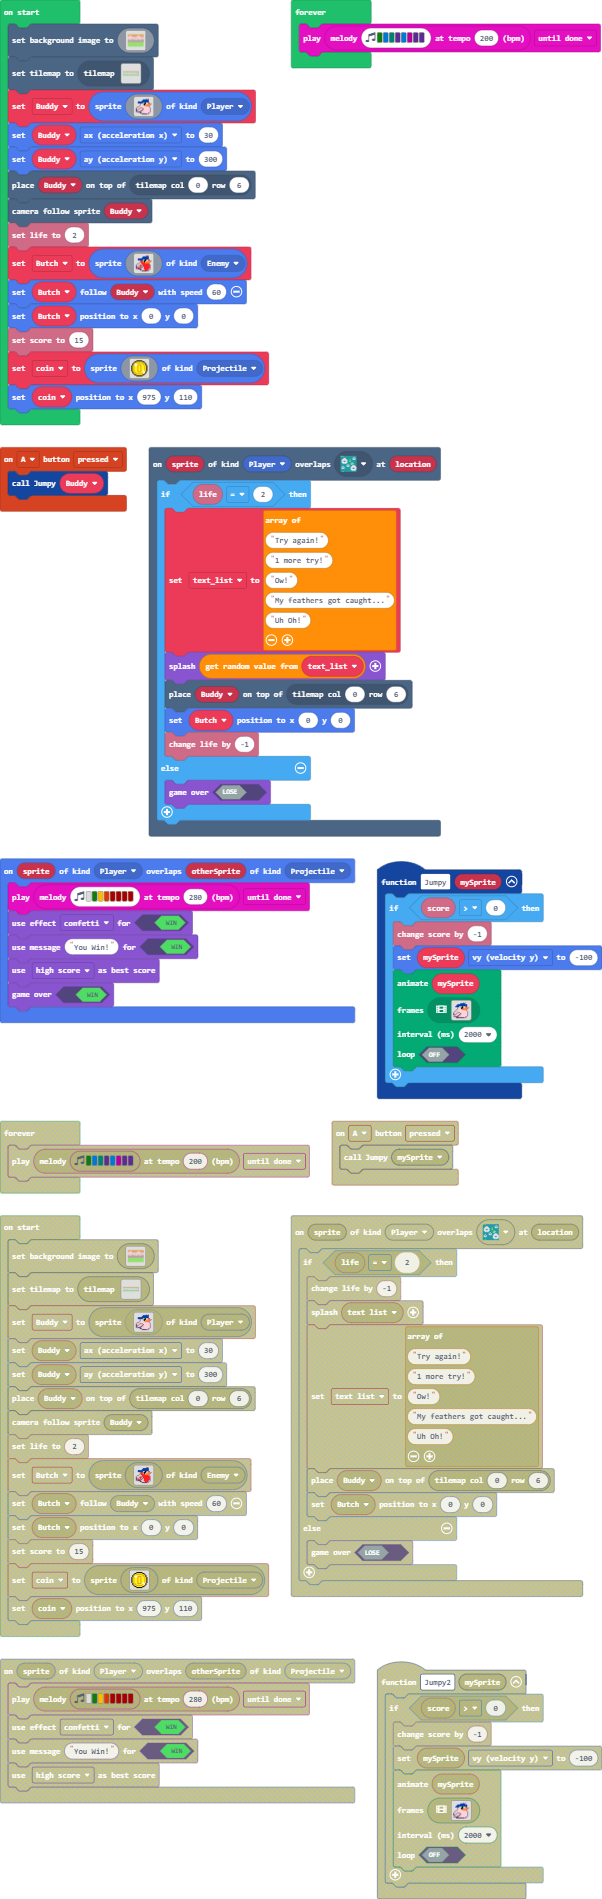 on start
set background image to
set tilemap to tilemap
set Buddy to sprite of kind Player
set Buddy ax (acceleration x) to 30
set Buddy ay (acceleration y) to 300
place Buddy on top of tilemap col 0 row 6
camera follow sprite Buddy
set life to 2
set Butch to sprite of kind Enemy
set Butch follow Buddy with speed 60
set Butch position to x 0 y 0
set score to 15
set coin to sprite of kind Projectile
set coin position to x 975 y 110
forever
play melody at tempo 200 (bpm) until done
on A button pressed
call Jumpy Buddy
on sprite of kind Player overlaps at location
if life = 2 then
array of
"Try again!"
"1 more try!"
set text_list to "Ow!"
"My feathers got caught..."
"Uh Oh!"
splash get random value from text_list
place Buddy on top of tilemap col 0 row 6
set Butch position to x 0 y 0
change life by -1
else
game over LOSE
on sprite of kind Player overlaps otherSprite of kind Projectile
play melody at tempo 280 (bpm) until done
use effect confetti for WIN
use message "You Win!" for WIN
use high score as best score
game over WIN
function Jumpy mySprite
if score > 0 then
change score by -1
set mySprite vy (velocity y) to -100
animate mySprite
frames
interval (ms) 2000
loop OFF
forever
play melody at tempo 200 (bpm) until done
on A button pressed
call Jumpy mySprite
on start
set background image to
set tilemap to tilemap
set Buddy to sprite of kind Player
set Buddy ax (acceleration x) to 30
set Buddy ay (acceleration y) to 300
place Buddy on top of tilemap col 0 row 6
camera follow sprite Buddy
set life to 2
set Butch to sprite of kind Enemy
set Butch follow Buddy with speed 60
set Butch position to x 0 y 0
set score to 15
set coin to sprite of kind Projectile
set coin position to x 975 y 110
on sprite of kind Player overlaps at location
if life = 2 then
change life by -1
splash text list
array of
"Try again!"
"1 more try!"
set text list to "Ow!"
"My feathers got caught..."
"Uh Oh!"
place Buddy on top of tilemap col 0 row 6
set Butch position to x 0 y 0
else
game over LOSE
on sprite of kind Player overlaps otherSprite of kind Projectile
play melody at tempo 280 (bpm) until done
use effect confetti for WIN
use message "You Win!" for WIN
use high score as best score
function Jumpy2 mySprite
if score > 0 then
change score by -1
set mySprite vy (velocity y) to -100
animate mySprite
frames
interval (ms) 2000
loop OFF